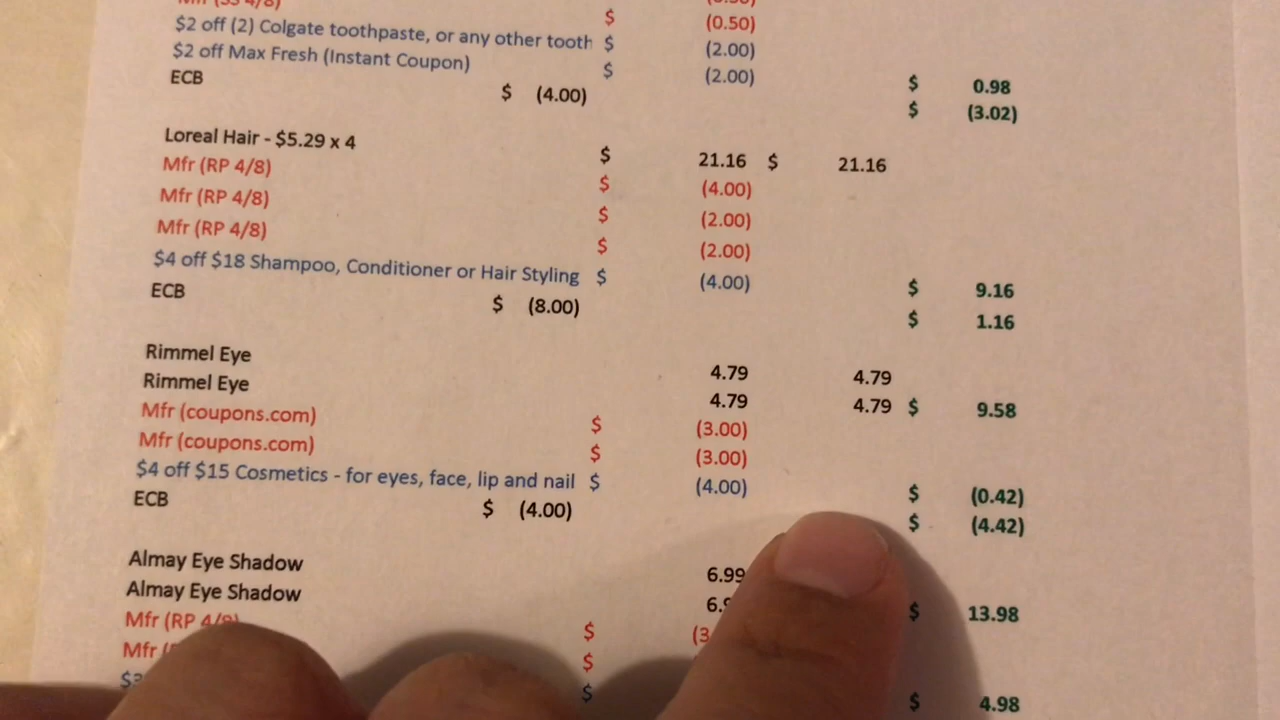 $ (0.50)
$2 off (2) Colgate toothpaste, or any other tooth $ (2.00)
$2 off Max Fresh (Instant Coupon) $ (2.00) $ 0.98
ECB $ (4.00) $ (3.02)
Loreal Hair - $5.29 x 4 $ 21.16 $ 21.16
Mfr (RP 4/8) $ (4.00)
Mfr (RP 4/8) $ (2.00)
Mfr (RP 4/8) $ (2.00)
$4 off $18 Shampoo, Conditioner or Hair Styling $ (4.00) $ 9.16
ECB $ (8.00) $ 1.16
Rimmel Eye 4.79 4.79
Rimmel Eye 4.79 4.79 $ 9.58
Mfr (coupons.com) $ (3.00)
Mfr (coupons.com) $ (3.00)
$4 off $15 Cosmetics - for eyes, face, lip and nail $ (4.00) $ (0.42)
ECB $ (4.00) $ (4.42)
Almay Eye Shadow 6.99
Almay Eye Shadow $ 13.98
Mfr (RP $
Mfr $
$ $ 4.98